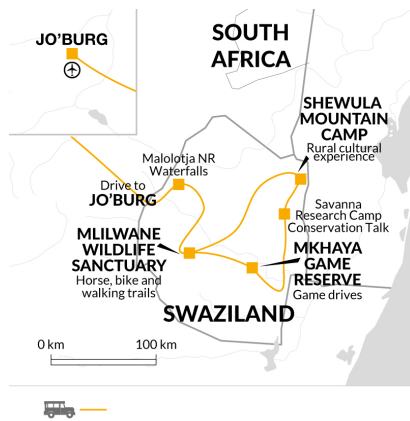 JO'BURG
SOUTH
AFRICA
SHEWULA
MOUNTAIN
CAMP
Rural cultural
experience
Malolotja NR
Waterfalls
Drive to
JO'BURG
Savanna
Research Camp
Conservation Talk
MLILWANE
WILDLIFE
SANCTUARY
Horse, bike and
walking trails
MKHAYA
GAME
RESERVE
Game drives
SWAZILAND
0 km 100 km